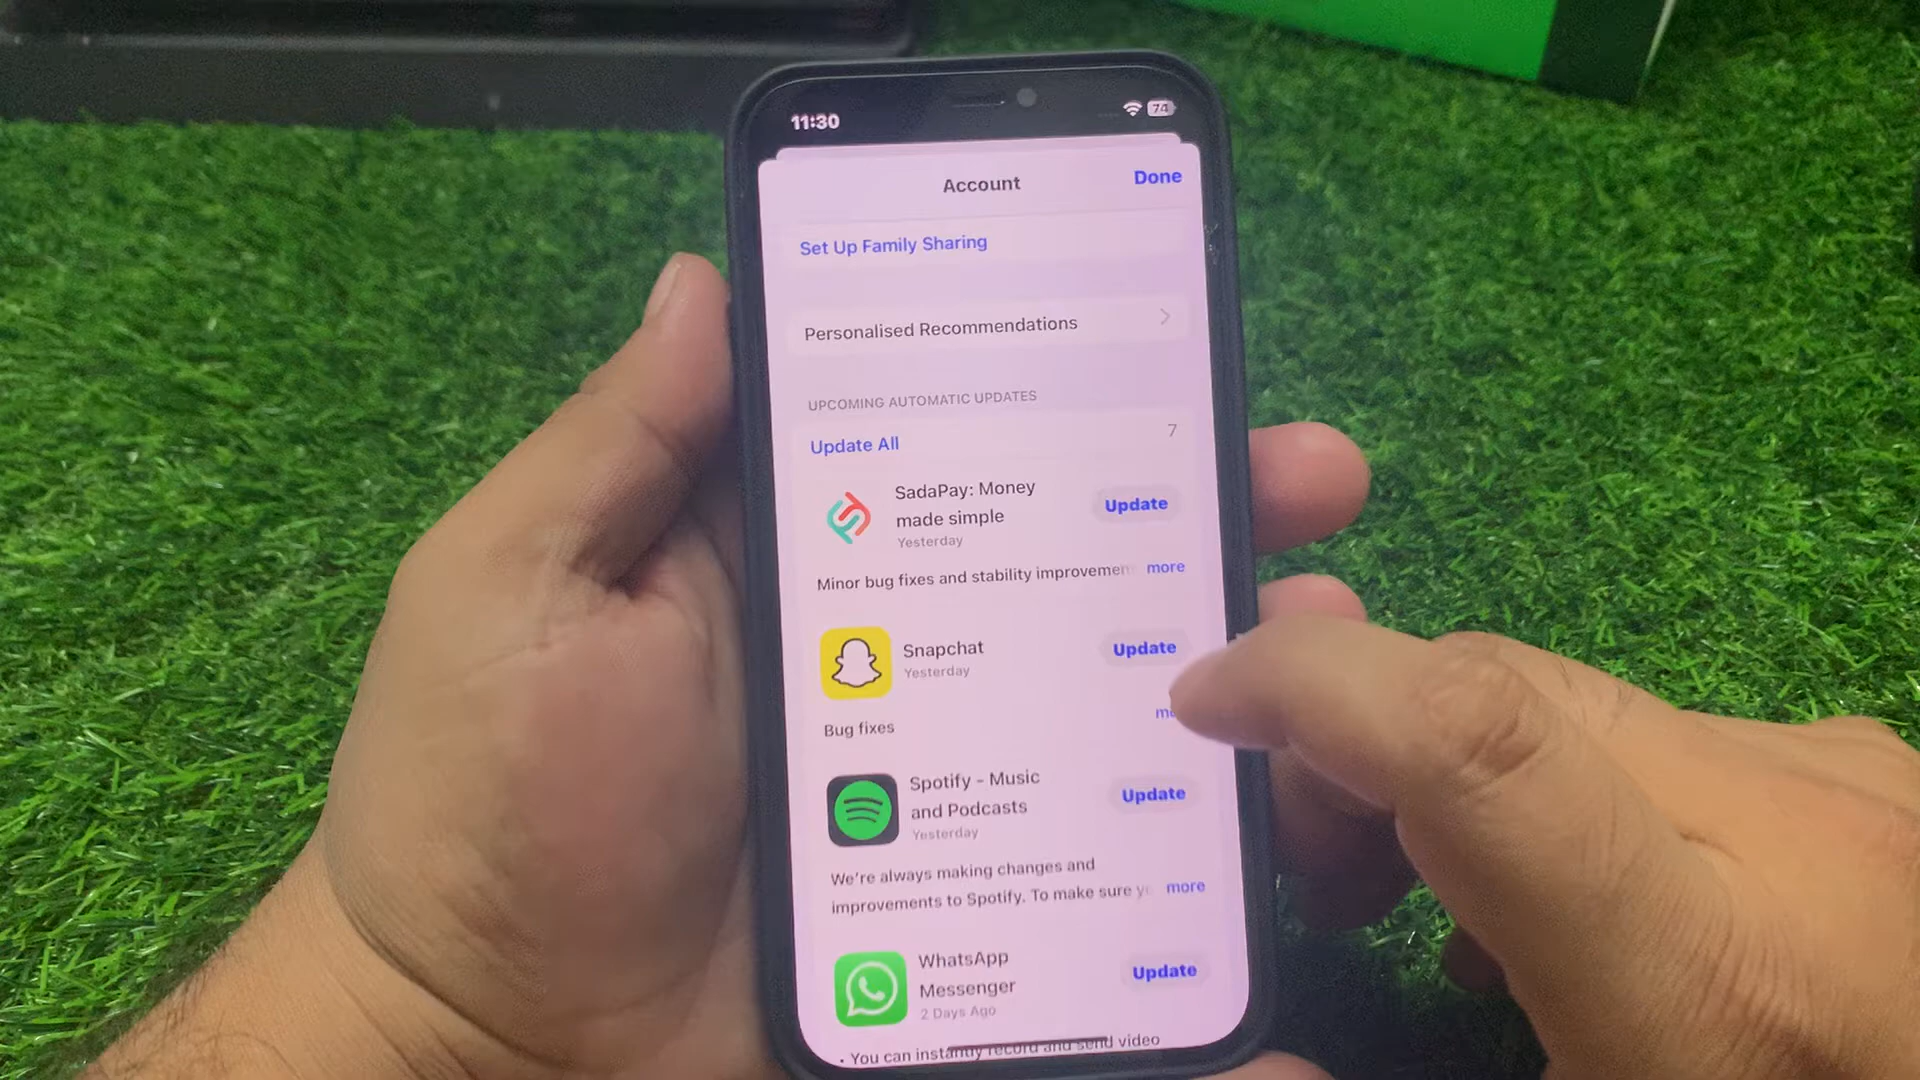 11:30
74
Account
Done
Set Up Family Sharing
Personalised Recommendations
UPCOMING AUTOMATIC UPDATES
Update All
7
SadaPay: Money
made simple
Update
Yesterday
Minor bug fixes and stability improvemen more
Snapchat
Update
Yesterday
Bug fixes
Spotify - Music
and Podcasts
Update
Yesterday
We're always making changes and
improvements to Spotify. To make sure more
WhatsApp
Messenger
Update
2 Days Ago
• You can instantly record and send video